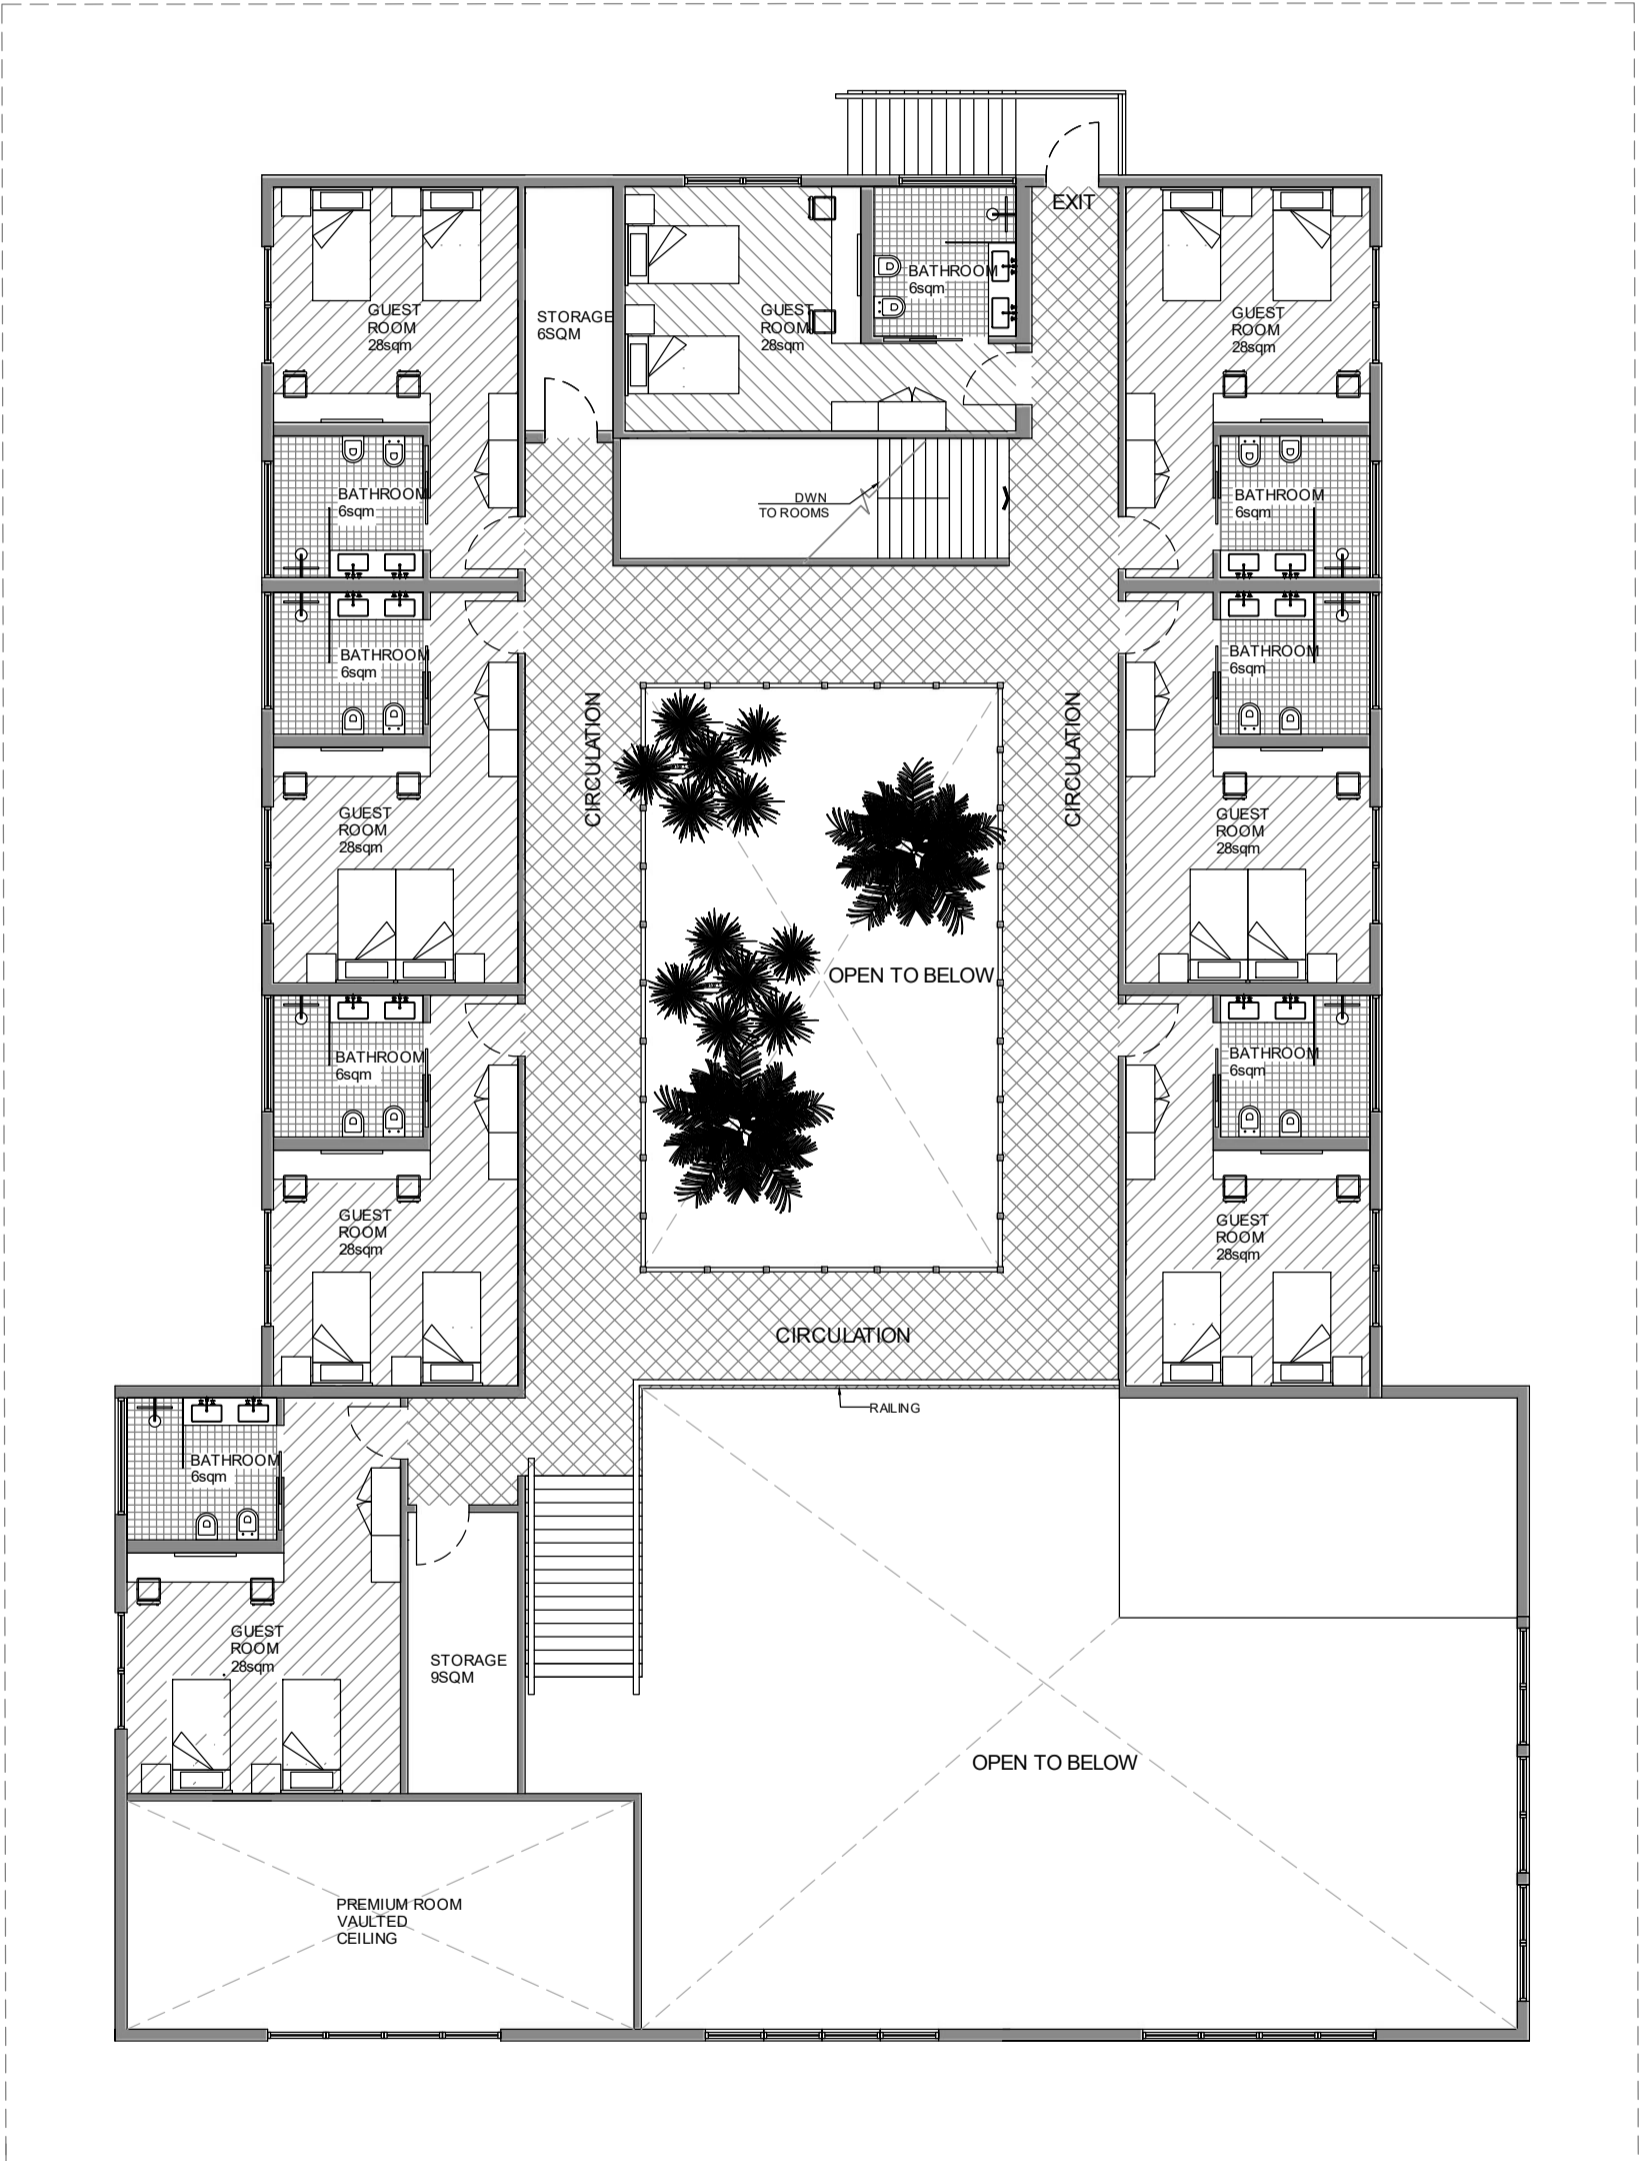 EXIT
BATHROOM
6sqm
GUEST
ROOM
28sqm
STORAGE
6SQM
GUEST
ROOM
28sqm
GUEST
ROOM
28sqm
BATHROOM
6sqm
DWN
TO ROOMS
BATHROOM
6sqm
BATHROOM
6sqm
BATHROOM
6sqm
CIRCULATION
CIRCULATION
GUEST
ROOM
28sqm
GUEST
ROOM
28sqm
OPEN TO BELOW
BATHROOM
6sqm
BATHROOM
6sqm
GUEST
ROOM
28sqm
GUEST
ROOM
28sqm
CIRCULATION
RAILING
BATHROOM
6sqm
GUEST
ROOM
28sqm
STORAGE
9SQM
OPEN TO BELOW
PREMIUM ROOM
VAULTED
CEILING